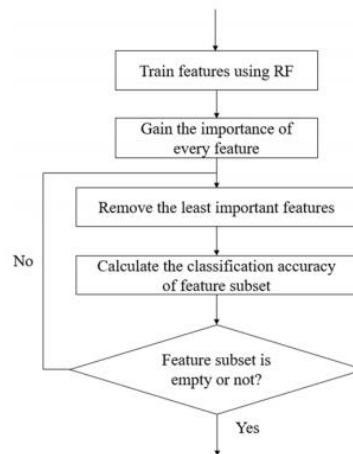 Train features using RF
Gain the importance of
every feature
Remove the least important features
No
Calculate the classification accuracy
of feature subset
Feature subset is
empty or not?
Yes